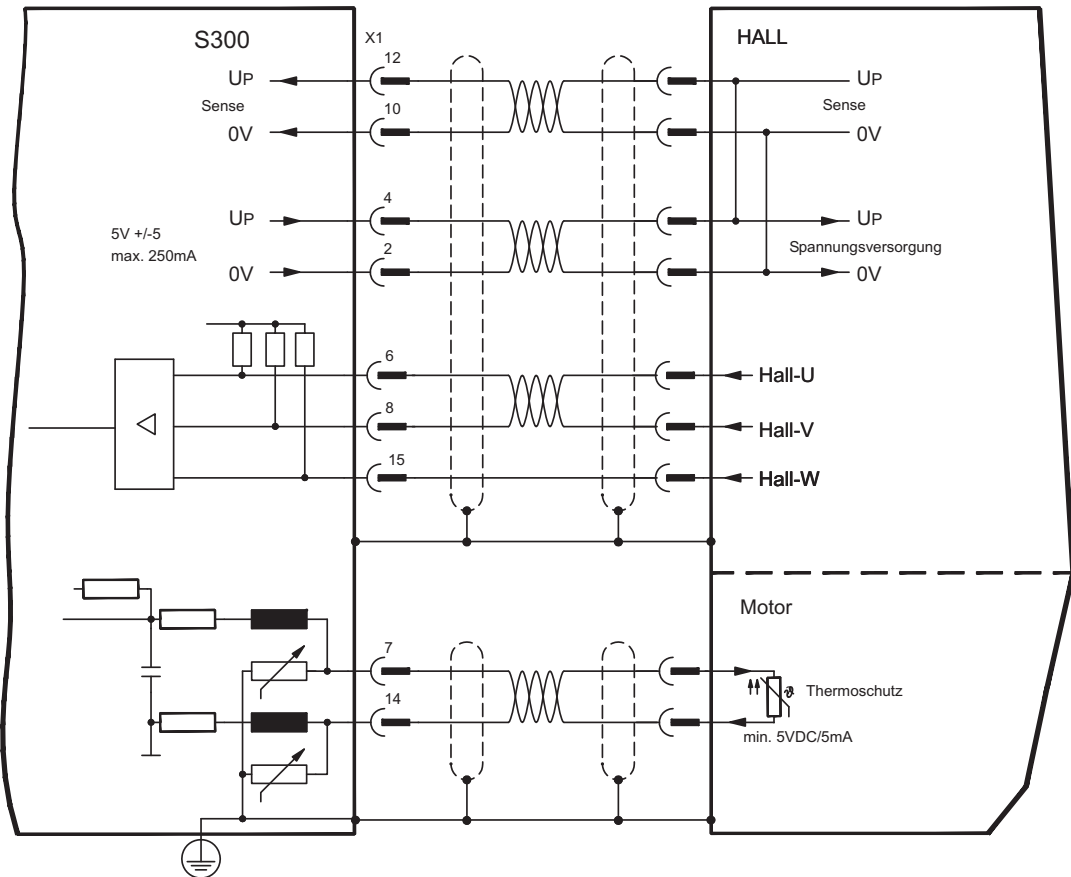 S300
X1
HALL
12
UP
UP
Sense
10
Sense
0V
0V
4
UP
UP
5V +/-5
max. 250mA
2
Spannungsversorgung
0V
0V
6
Hall-U
8
Hall-V
15
Hall-W
Motor
7
Thermoschutz
ϑ
14
min. 5VDC/5mA